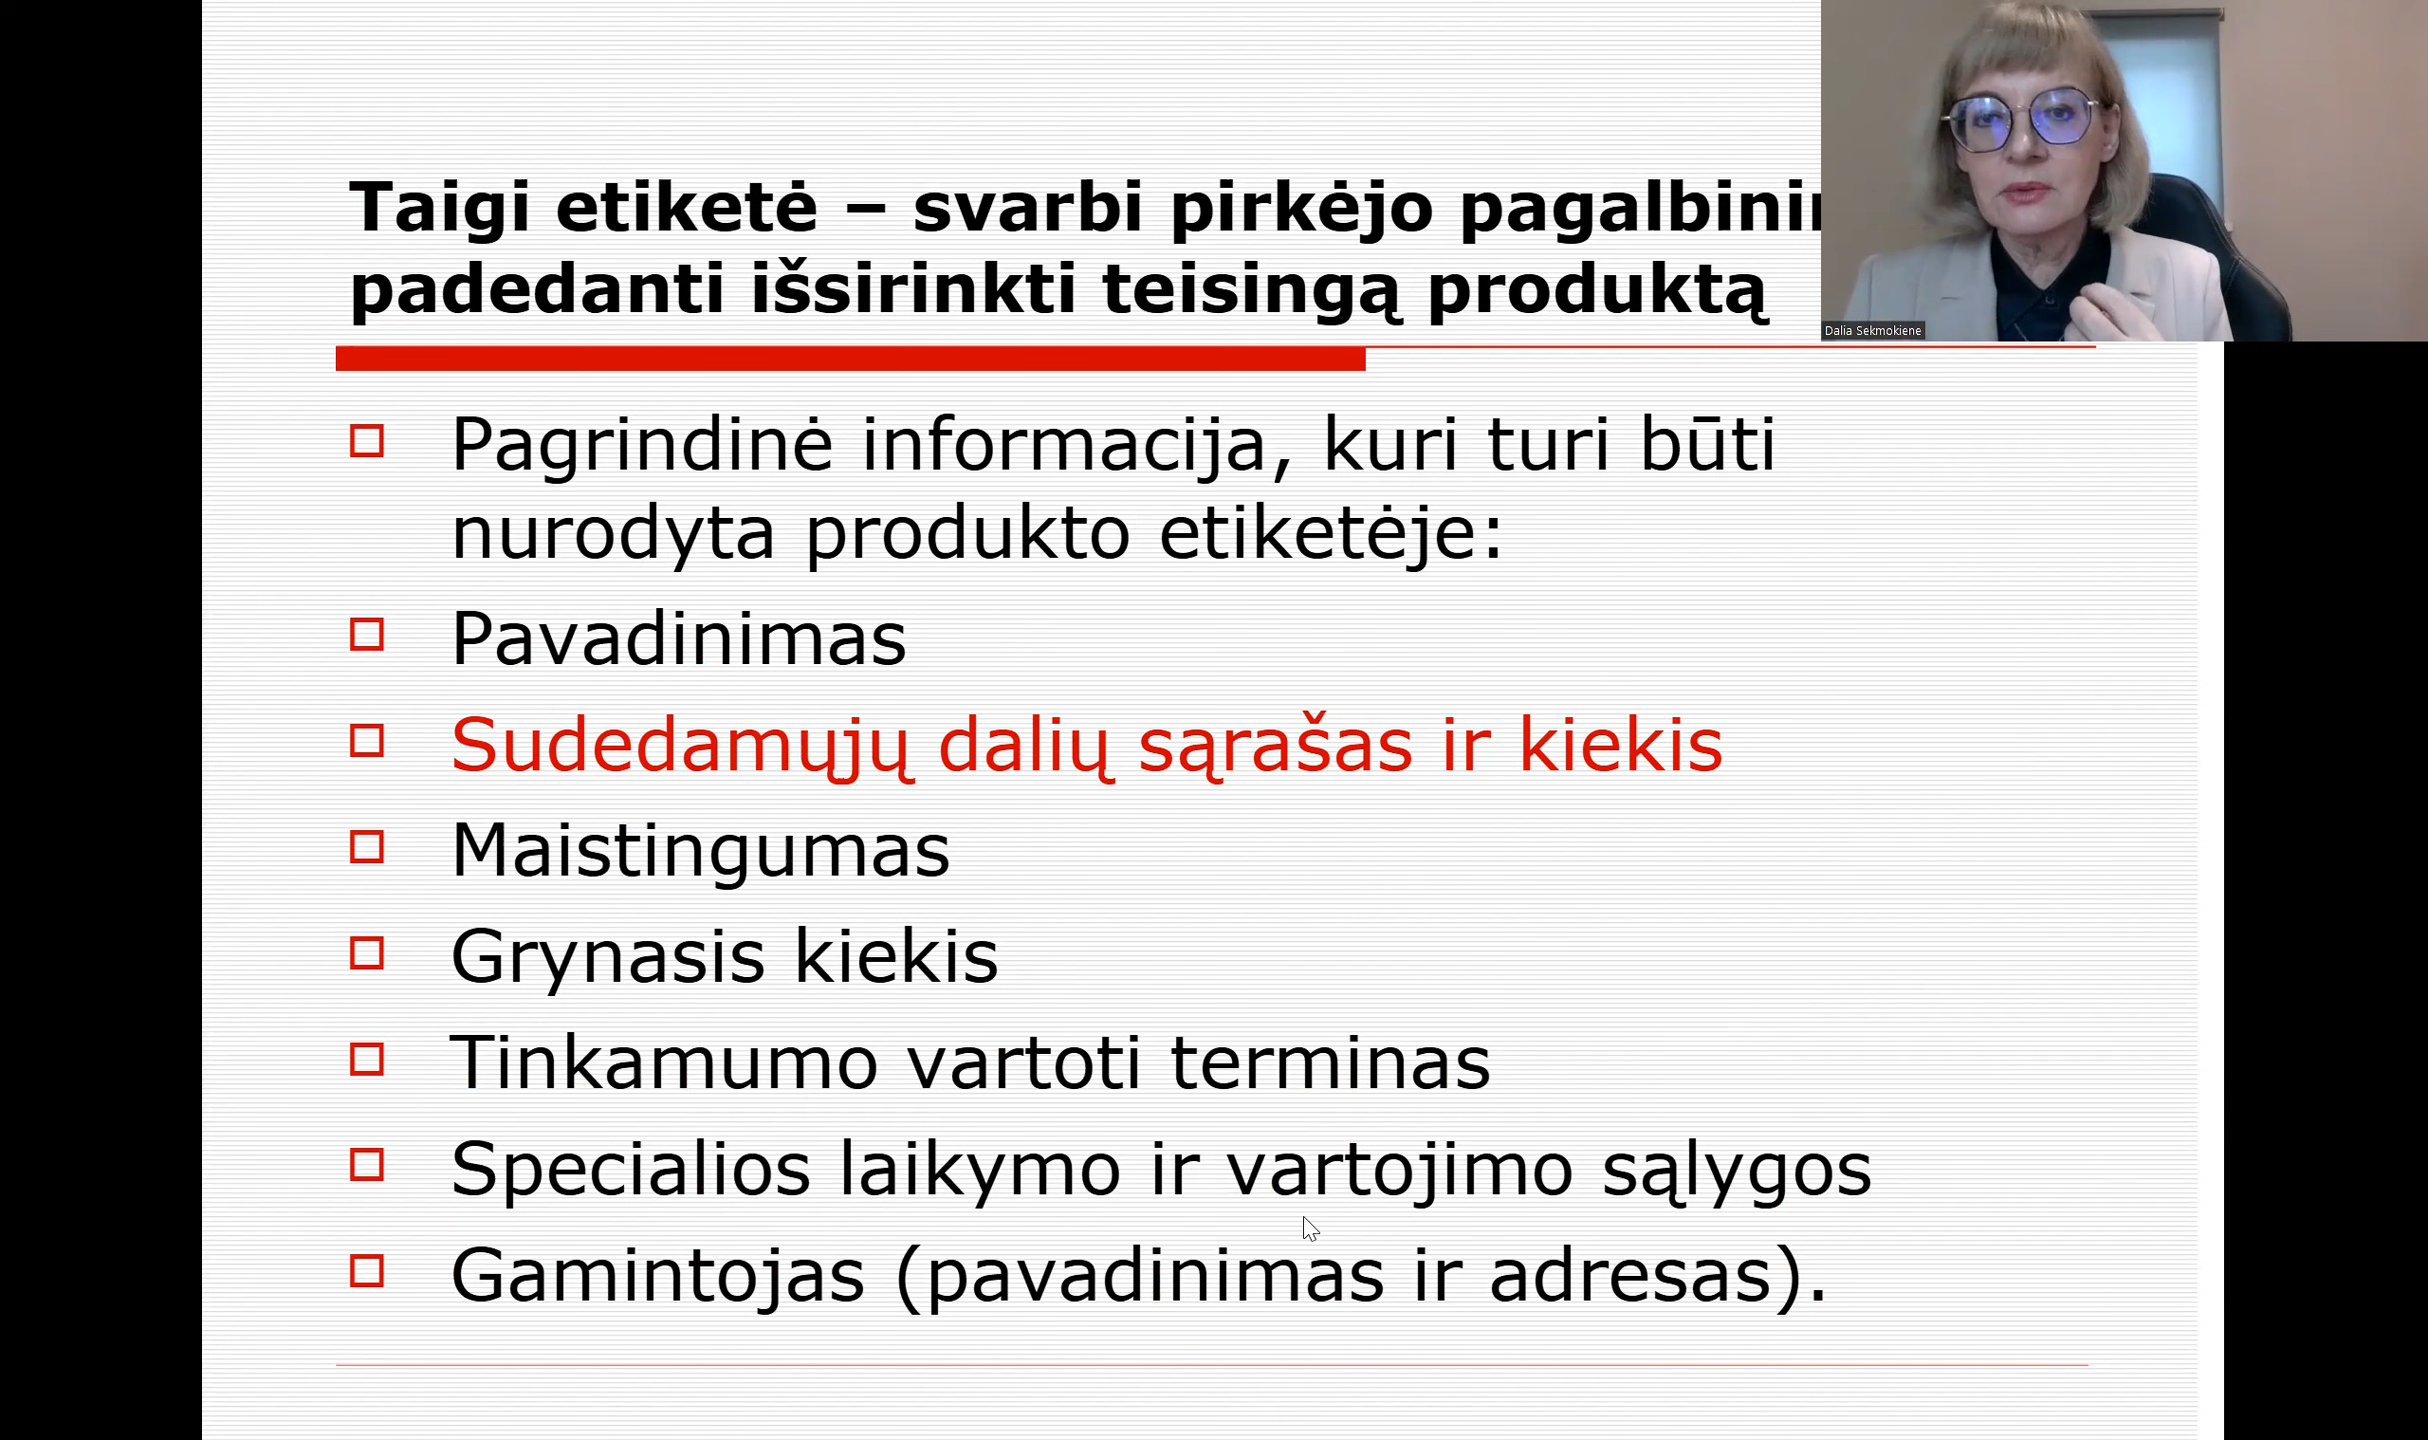 Taigi etiketė – svarbi pirkėjo
padedanti išsirinkti teisingą produktą
Dalia Sekmokiene
Pagrindinė informacija, kuri turi būti
nurodyta produkto etiketėje:
Pavadinimas
Sudedamųjų dalių sąrašas ir kiekis
Maistingumas
Grynasis kiekis
Tinkamumo vartoti terminas
Specialios laikymo ir vartojimo sąlygos
Gamintojas (pavadinimas ir adresas).